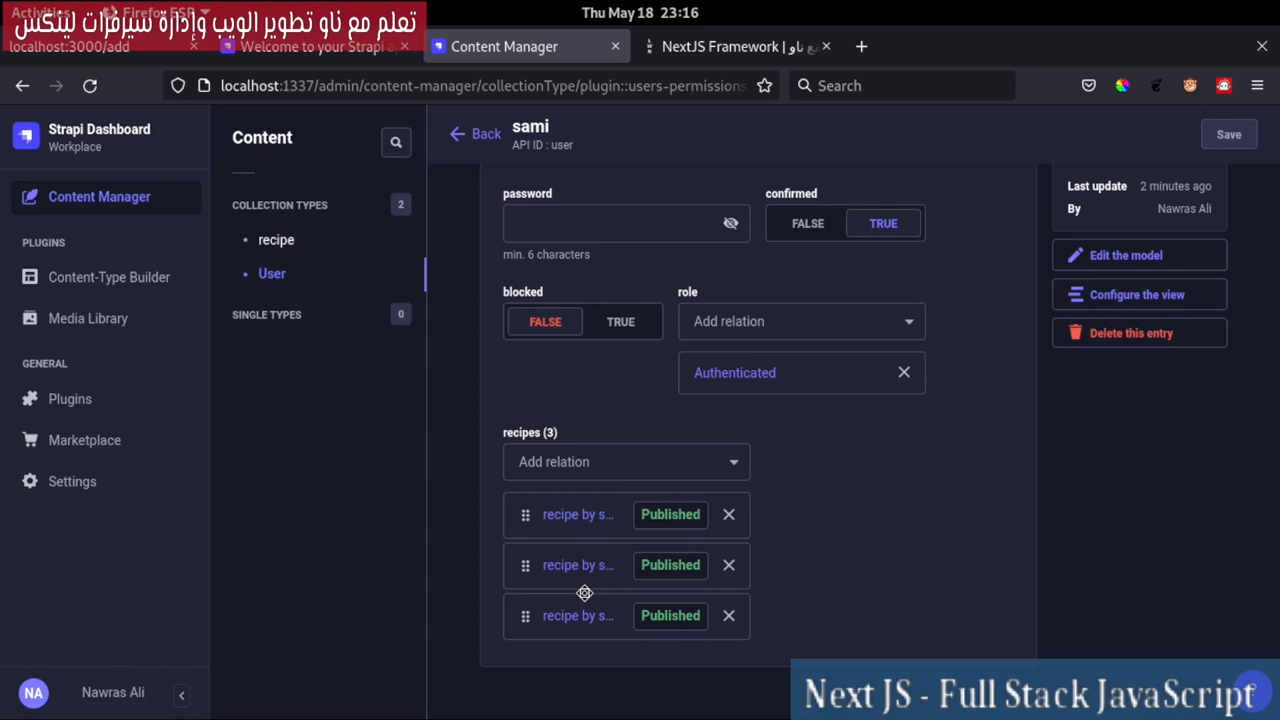 Activities
Firefox ESR
Thu May 18 23:16
تعلم مع ناو تطوير الويب وإدارة سيرفرات لينكس
localhost:3000/add
Welcome to your Strapi a
Content Manager
NextJS Framework | مع ناو
localhost:1337/admin/content-manager/collectionType/plugin::users-permissions
Search
Strapi Dashboard
Workplace
Content Manager
PLUGINS
Content-Type Builder
Media Library
GENERAL
Plugins
Marketplace
Settings
NA
Nawras Ali
Content
COLLECTION TYPES
2
recipe
User
SINGLE TYPES
0
Back
sami
API ID : user
Save
password
min. 6 characters
confirmed
FALSE
TRUE
blocked
FALSE
TRUE
role
Add relation
Authenticated
recipes (3)
Add relation
recipe by s...
Published
recipe by s...
Published
recipe by s...
Published
Last update
2 minutes ago
By
Nawras Ali
Edit the model
Configure the view
Delete this entry
Next JS - Full Stack JavaScript